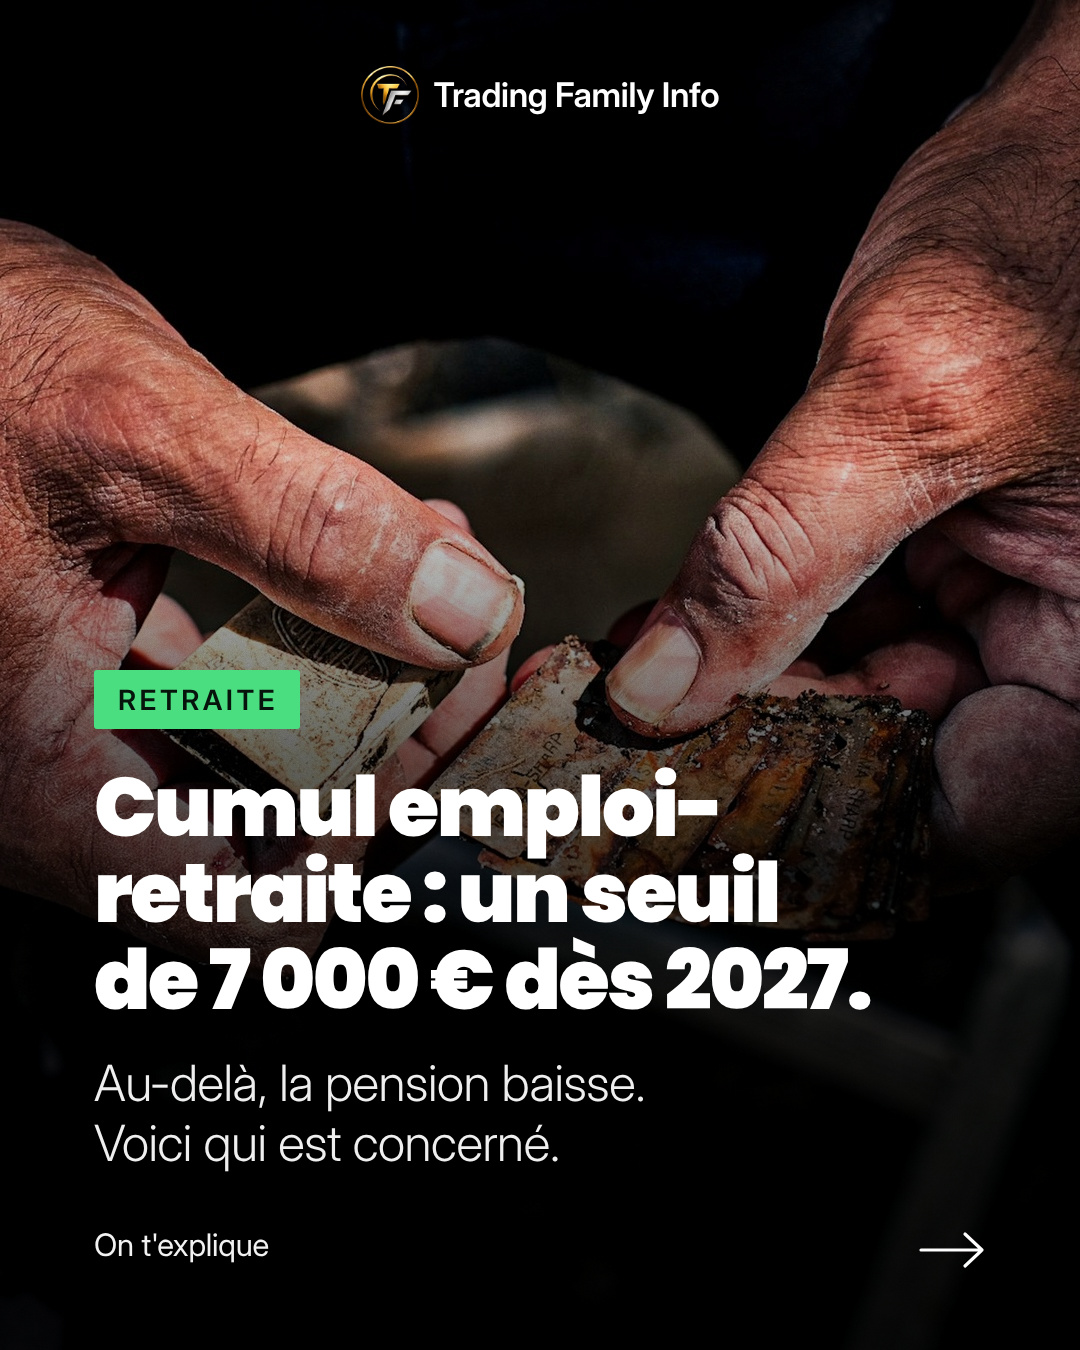 TF Trading Family Info
RETRAITE
Cumul emploi-
retraite : un seuil
de 7 000 € dès 2027.
Au-delà, la pension baisse.
Voici qui est concerné.
On t'explique